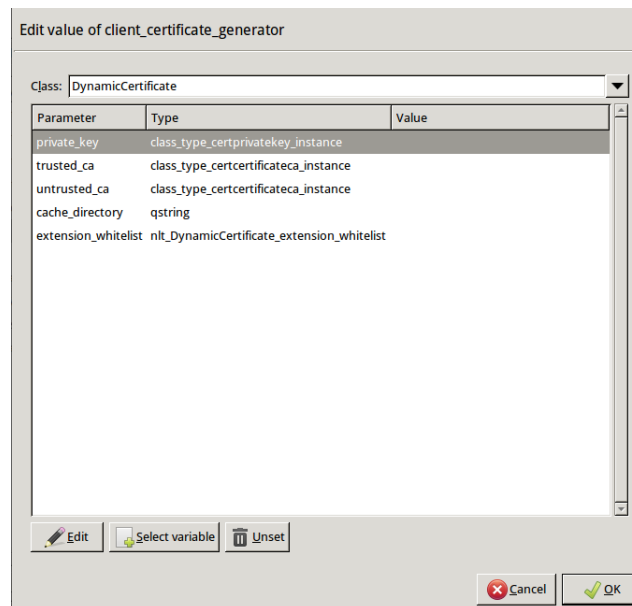 Edit value of client_certificate_generator
Class: DynamicCertificate
Parameter Type Value
private_key class_type_certprivatekey_instance
trusted_ca class_type_certcertificateca_instance
untrusted_ca class_type_certcertificateca_instance
cache_directory qstring
extension_whitelist nlt_DynamicCertificate_extension_whitelist
Edit Select variable Unset
Cancel OK